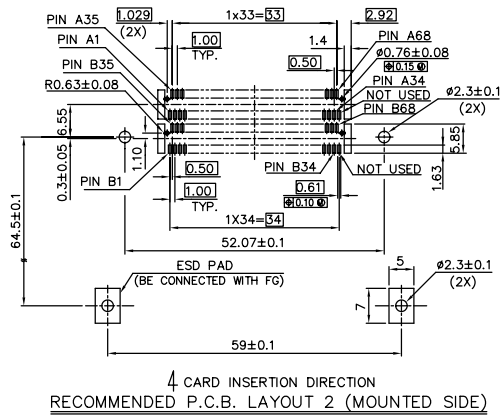 PIN A35
1.029
(2X)
1x33=33
2.92
PIN A1
1.00
TYP.
1.4
PIN A68
ø0.76±0.08
⌖0.15Ⓜ
PIN B35
0.50
PIN A34
R0.63±0.08
NOT USED
PIN B68
ø2.3±0.1
(2X)
6.55
0.3±0.05
1.10
5.85
1.63
PIN B1
0.50
PIN B34
NOT USED
1.00
TYP.
0.61
⌖0.10Ⓜ
1X34=34
64.5±0.1
52.07±0.1
ESD PAD
(BE CONNECTED WITH FG)
5
ø2.3±0.1
(2X)
7
59±0.1
4 CARD INSERTION DIRECTION
RECOMMENDED P.C.B. LAYOUT 2 (MOUNTED SIDE)